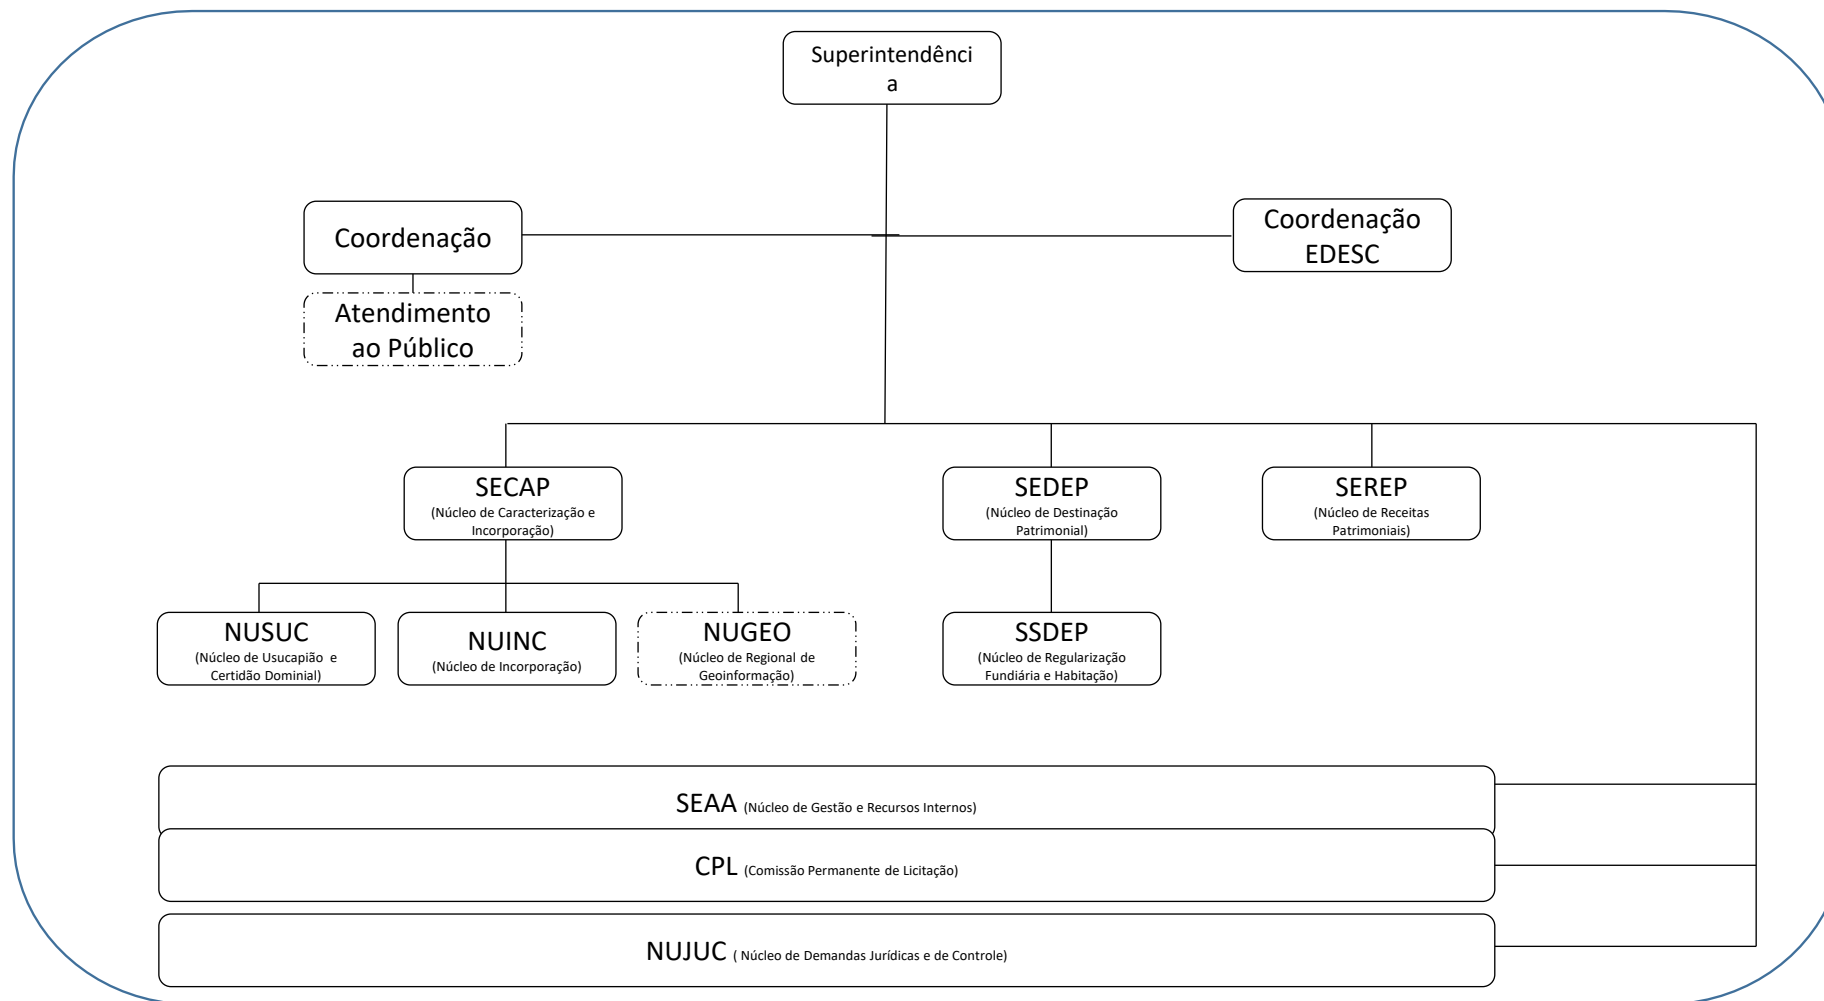 Superintendênci
a
Coordenação
Coordenação
EDESC
Atendimento
ao Público
SECAP
(Núcleo de Caracterização e
Incorporação)
SEDEP
(Núcleo de Destinação
Patrimonial)
SEREP
(Núcleo de Receitas
Patrimoniais)
NUSUC
(Núcleo de Usucapião e
Certidão Dominial)
NUINC
(Núcleo de Incorporação)
NUGEO
(Núcleo de Regional de
Geoinformação)
SSDEP
(Núcleo de Regularização
Fundiária e Habitação)
SEAA (Núcleo de Gestão e Recursos Internos)
CPL (Comissão Permanente de Licitação)
NUJUC ( Núcleo de Demandas Jurídicas e de Controle)